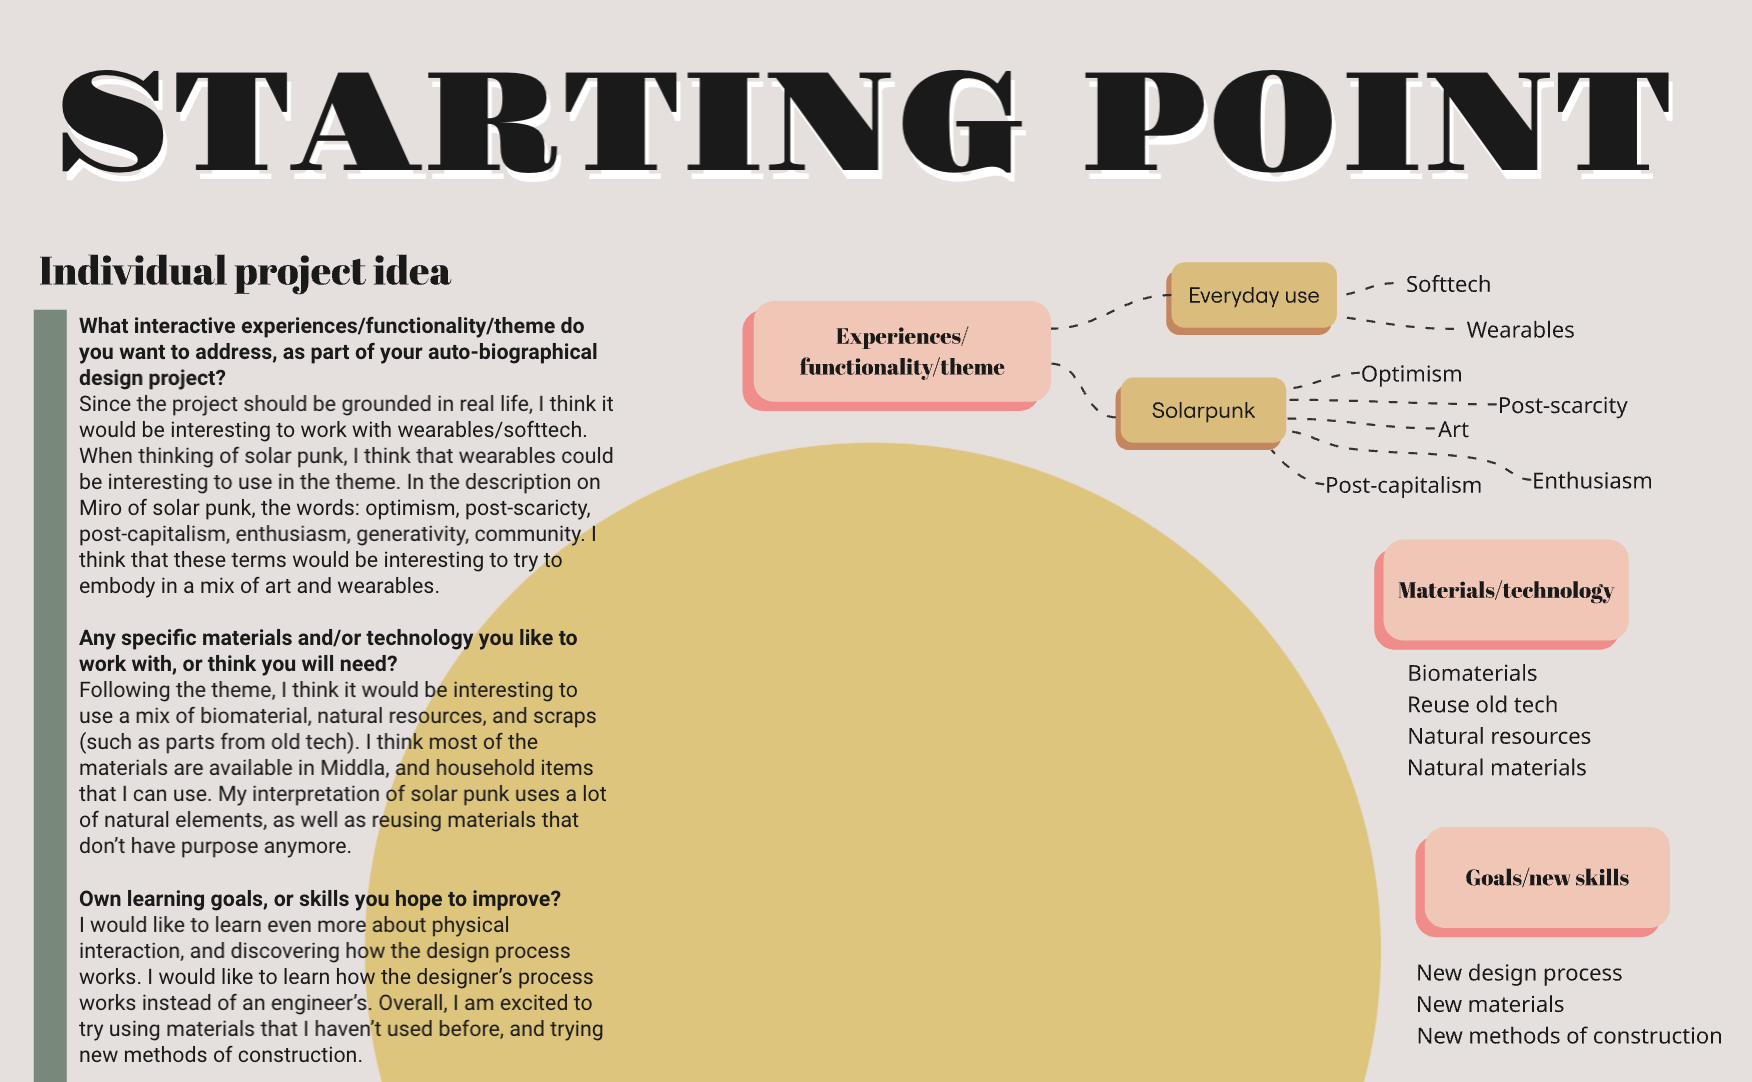 STARTING POINT
Individual project idea
What interactive experiences/functionality/theme do
you want to address, as part of your auto-biographical
design project?
Since the project should be grounded in real life, I think it
would be interesting to work with wearables/softtech.
When thinking of solar punk, I think that wearables could
be interesting to use in the theme. In the description on
Miro of solar punk, the words: optimism, post-scaricty,
post-capitalism, enthusiasm, generativity, community. I
think that these terms would be interesting to try to
embody in a mix of art and wearables.
Any specific materials and/or technology you like to
work with, or think you will need?
Following the theme, I think it would be interesting to
use a mix of biomaterial, natural resources, and scraps
(such as parts from old tech). I think most of the
materials are available in Middla, and household items
that I can use. My interpretation of solar punk uses a lot
of natural elements, as well as reusing materials that
don’t have purpose anymore.
Own learning goals, or skills you hope to improve?
I would like to learn even more about physical
interaction, and discovering how the design process
works. I would like to learn how the designer’s process
works instead of an engineer’s. Overall, I am excited to
try using materials that I haven’t used before, and trying
new methods of construction.
Experiences/
functionality/theme
Everyday use
Softtech
Wearables
Solarpunk
Optimism
Post-scarcity
Art
Enthusiasm
Post-capitalism
Materials/technology
Biomaterials
Reuse old tech
Natural resources
Natural materials
Goals/new skills
New design process
New materials
New methods of construction